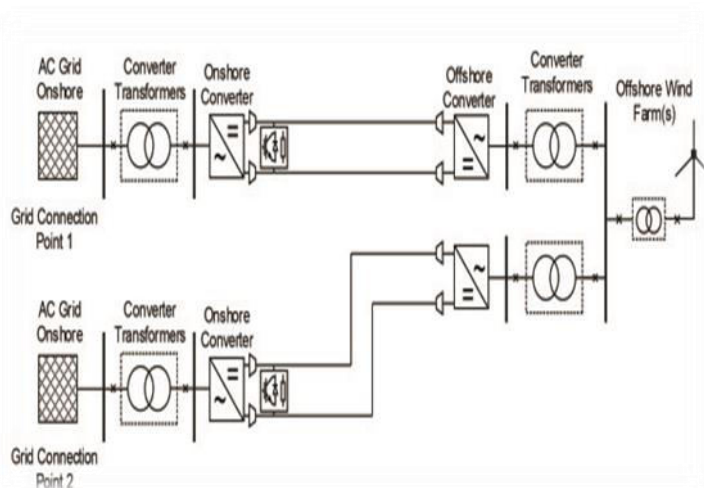 AC Grid
Onshore
Converter
Transformers
Onshore
Converter
Offshore
Converter
Converter
Transformers
Offshore Wind
Farm(s)
Grid Connection
Point 1
AC Grid
Onshore
Converter
Transformers
Onshore
Converter
Grid Connection
Point 2